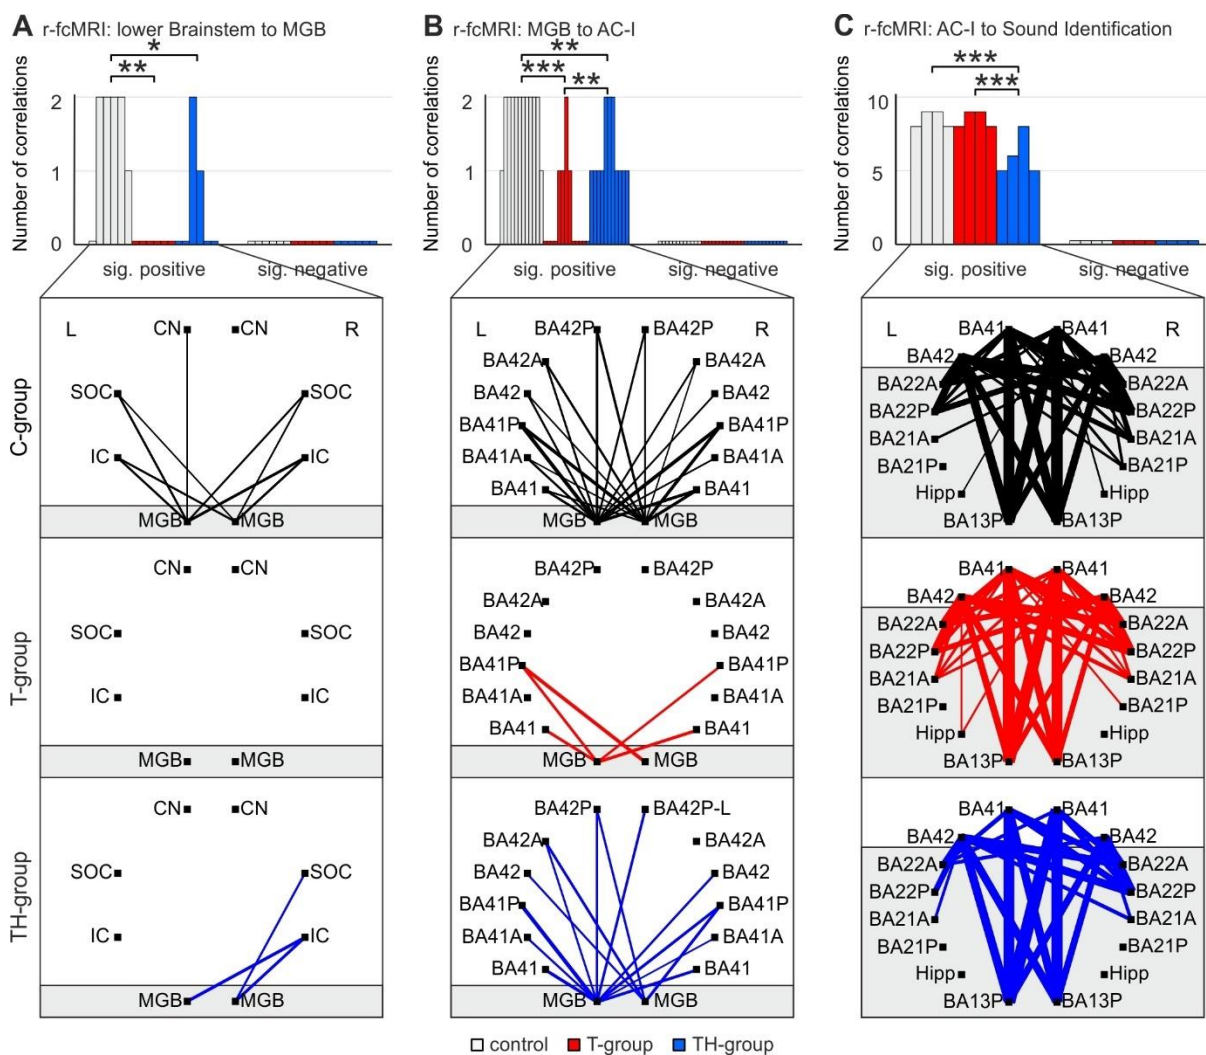 A r-fcMRI: lower Brainstem to MGB
B r-fcMRI: MGB to AC-I
C r-fcMRI: AC-I to Sound Identification
Number of correlations
* 
**
2
1
0
sig. positive sig. negative
Number of correlations
**
*** **
2
1
0
sig. positive sig. negative
Number of correlations
***
***
10
5
0
sig. positive sig. negative
C-group
L CN CN R
SOC SOC
IC IC
MGB MGB
L BA42P BA42P R
BA42A BA42A
BA42 BA42
BA41P BA41P
BA41A BA41A
BA41 BA41
MGB MGB
L BA41 BA41 R
BA42 BA42
BA22A BA22A
BA22P BA22P
BA21A BA21A
BA21P BA21P
Hipp Hipp
BA13P BA13P
T-group
CN CN
SOC SOC
IC IC
MGB MGB
BA42P BA42P
BA42A BA42A
BA42 BA42
BA41P BA41P
BA41A BA41A
BA41 BA41
MGB MGB
BA41 BA41
BA42 BA42
BA22A BA22A
BA22P BA22P
BA21A BA21A
BA21P BA21P
Hipp Hipp
BA13P BA13P
TH-group
CN CN
SOC SOC
IC IC
MGB MGB
BA42P BA42P-L
BA42A BA42A
BA42 BA42
BA41P BA41P
BA41A BA41A
BA41 BA41
MGB MGB
BA41 BA41
BA42 BA42
BA22A BA22A
BA22P BA22P
BA21A BA21A
BA21P BA21P
Hipp Hipp
BA13P BA13P
control T-group TH-group